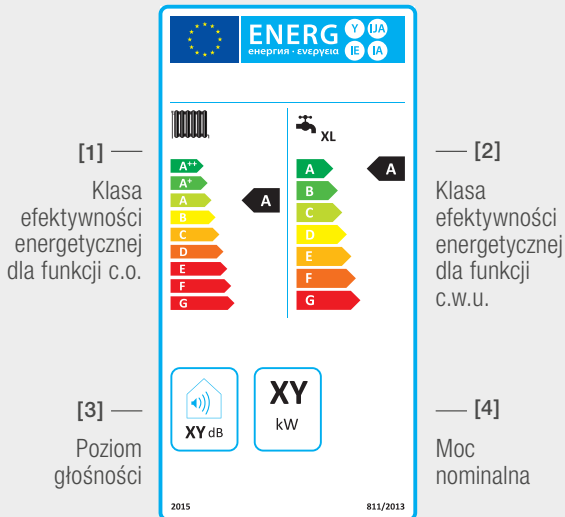 ENERG Y IJA
енергия · ενεργεια IE IA
XL
A++
A+
A
B
C
D
E
F
G
A
A
B
C
D
E
F
G
A
[1]
Klasa
efektywności
energetycznej
dla funkcji c.o.
[2]
Klasa
efektywności
energetycznej
dla funkcji
c.w.u.
XY dB
XY
kW
[3]
Poziom
głośności
[4]
Moc
nominalna
2015
811/2013